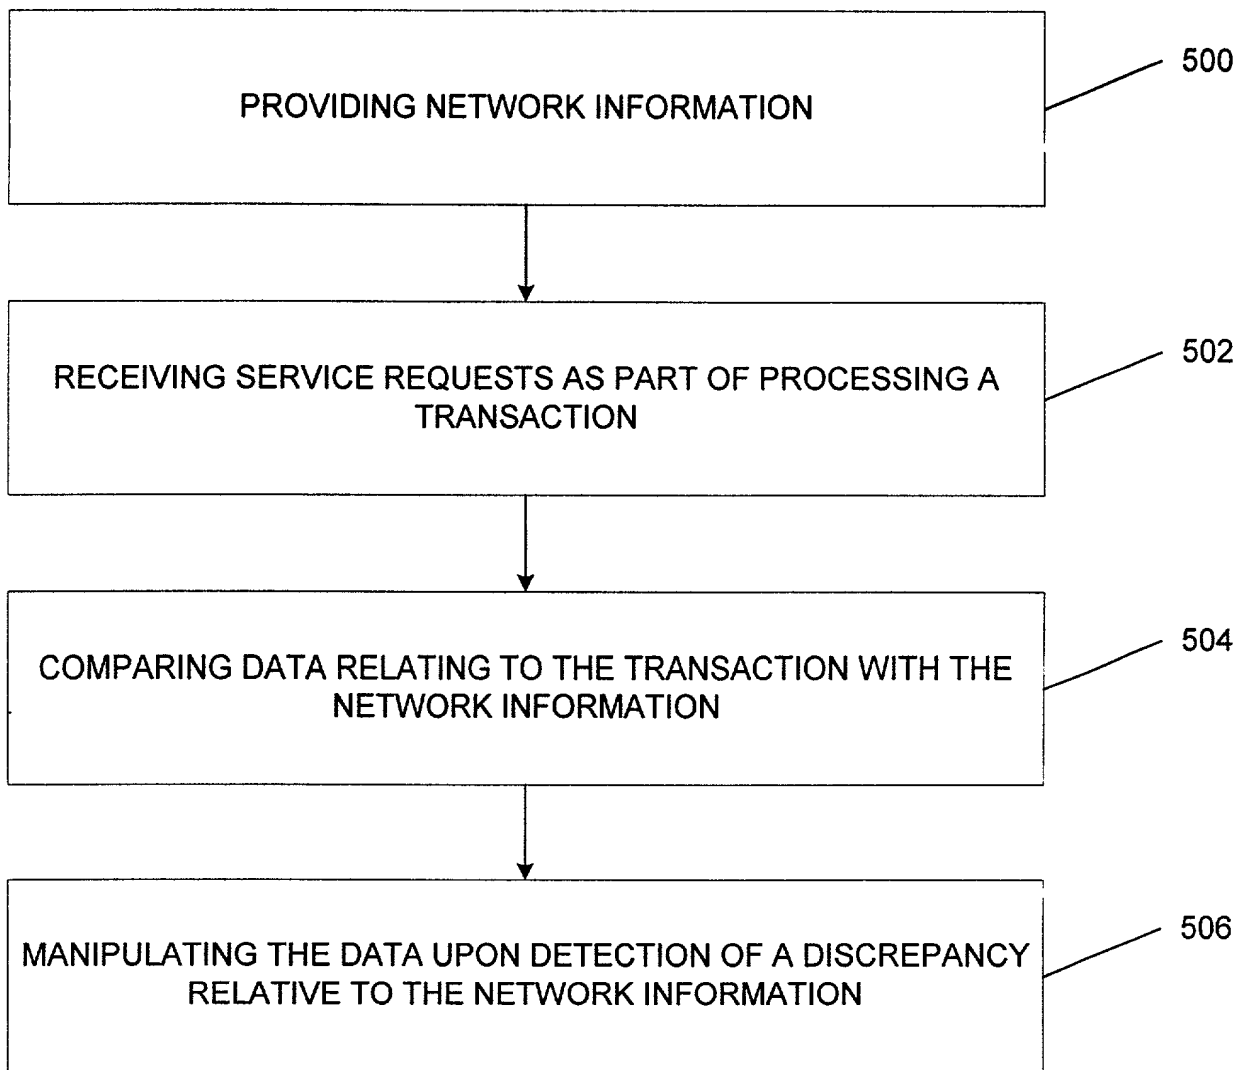 PROVIDING NETWORK INFORMATION
500
RECEIVING SERVICE REQUESTS AS PART OF PROCESSING A
TRANSACTION
502
COMPARING DATA RELATING TO THE TRANSACTION WITH THE
NETWORK INFORMATION
504
MANIPULATING THE DATA UPON DETECTION OF A DISCREPANCY
RELATIVE TO THE NETWORK INFORMATION
506